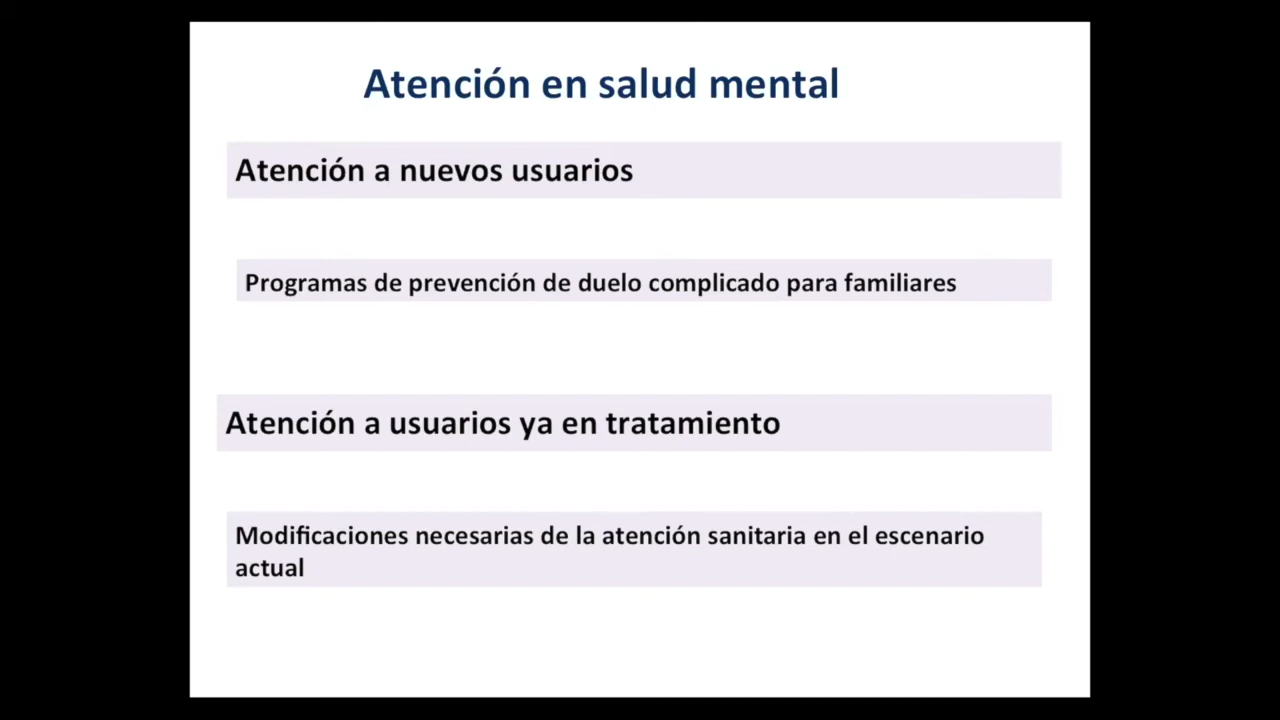 Atención en salud mental
Atención a nuevos usuarios
Programas de prevención de duelo complicado para familiares
Atención a usuarios ya en tratamiento
Modificaciones necesarias de la atención sanitaria en el escenario
actual